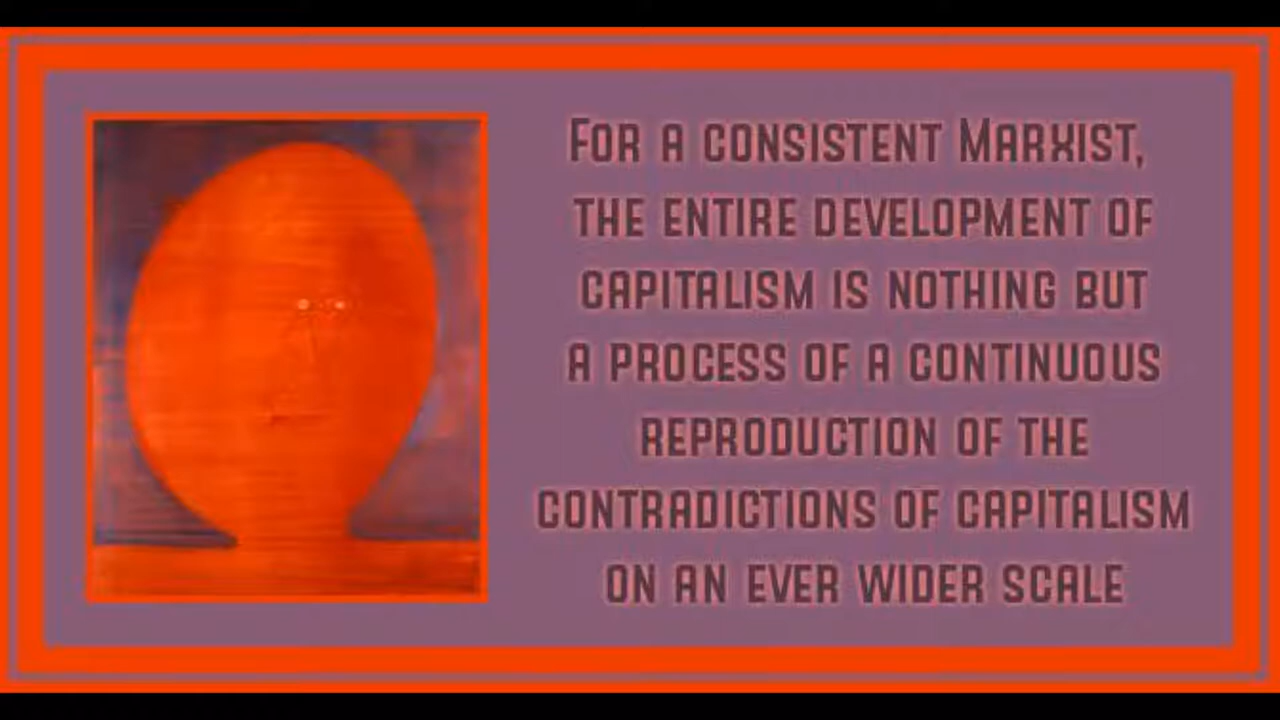 For a consistent Marxist,
the entire development of
capitalism is nothing but
a process of a continuous
reproduction of the
contradictions of capitalism
on an ever wider scale